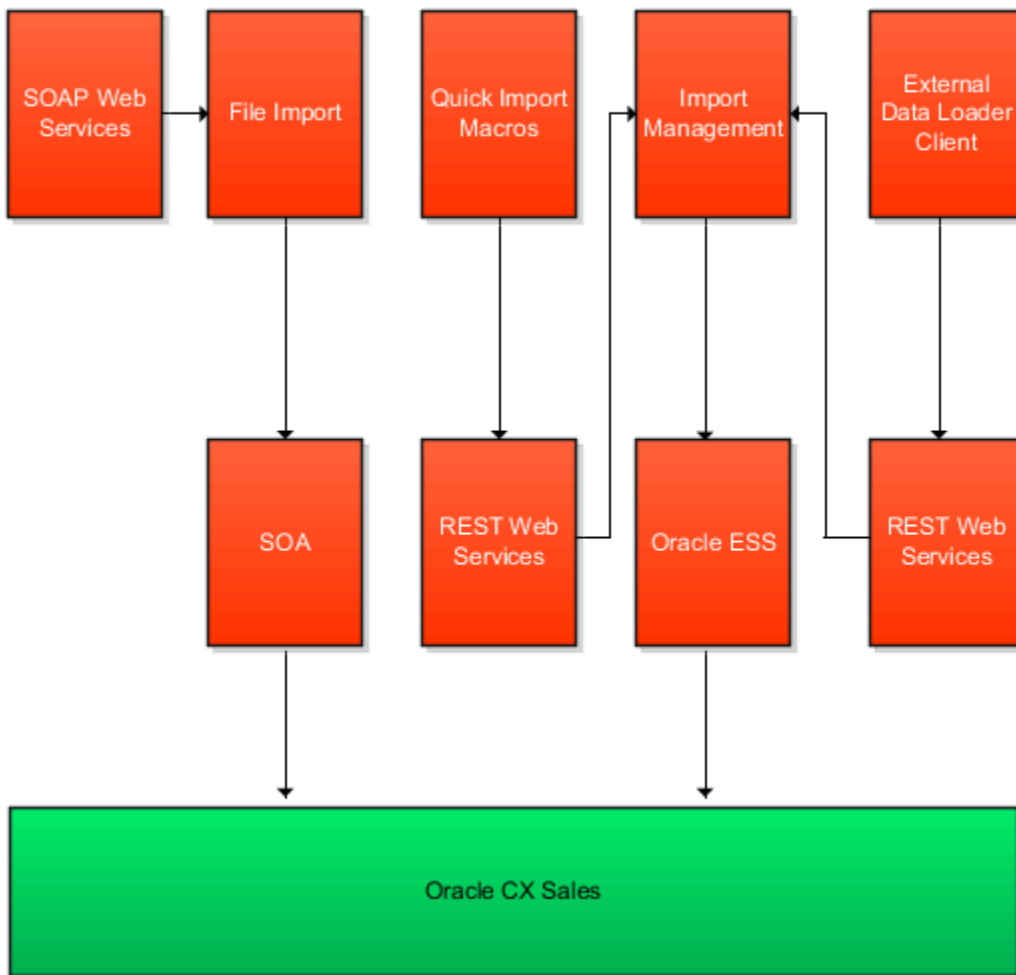 SOAP Web
Services
File Import
Quick Import
Macros
Import
Management
External
Data Loader
Client
SOA
REST Web
Services
Oracle ESS
REST Web
Services
Oracle CX Sales